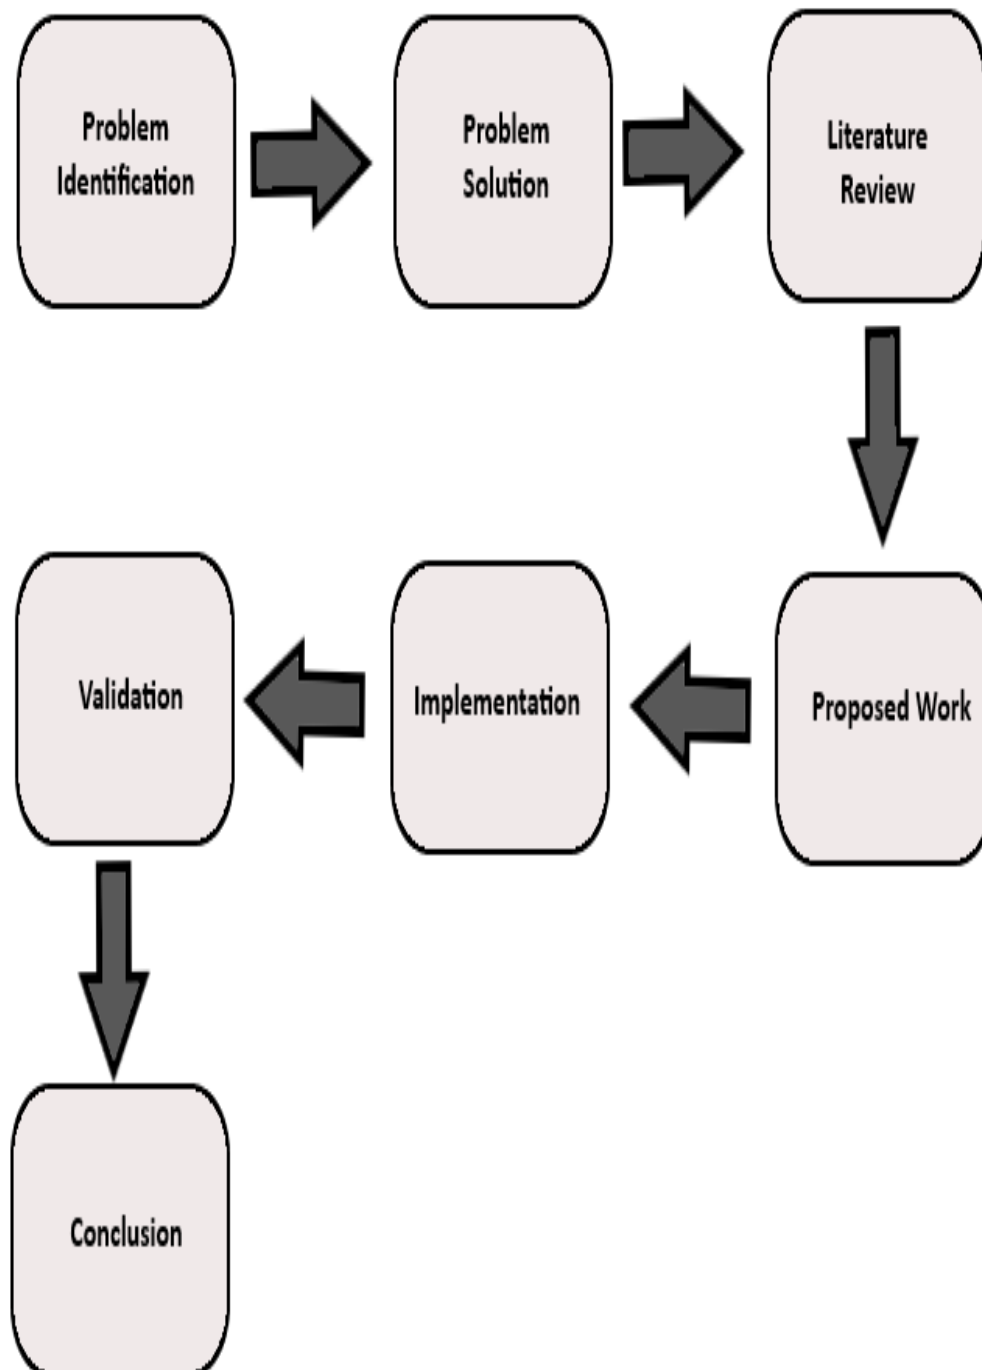 Problem
Identification
Problem
Solution
Literature
Review
Proposed Work
Implementation
Validation
Conclusion